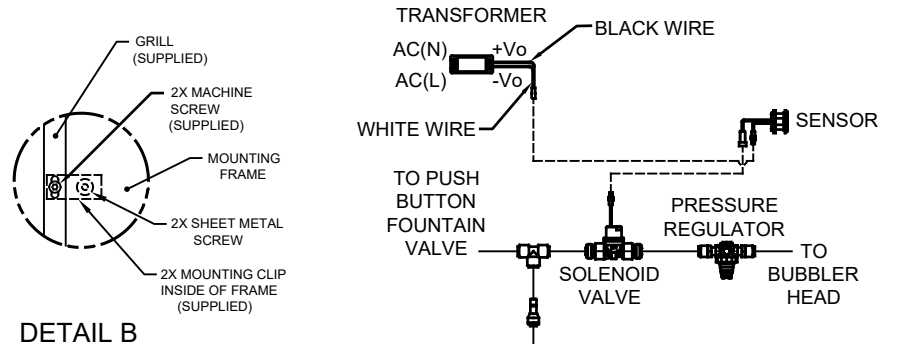 GRILL
(SUPPLIED)
2X MACHINE
SCREW
(SUPPLIED)
MOUNTING
FRAME
2X SHEET METAL
SCREW
2X MOUNTING CLIP
INSIDE OF FRAME
(SUPPLIED)
DETAIL B
TRANSFORMER
BLACK WIRE
AC(N) +Vo
AC(L) -Vo
WHITE WIRE
SENSOR
TO PUSH
BUTTON
FOUNTAIN
VALVE
SOLENOID
VALVE
PRESSURE
REGULATOR
TO
BUBBLER
HEAD